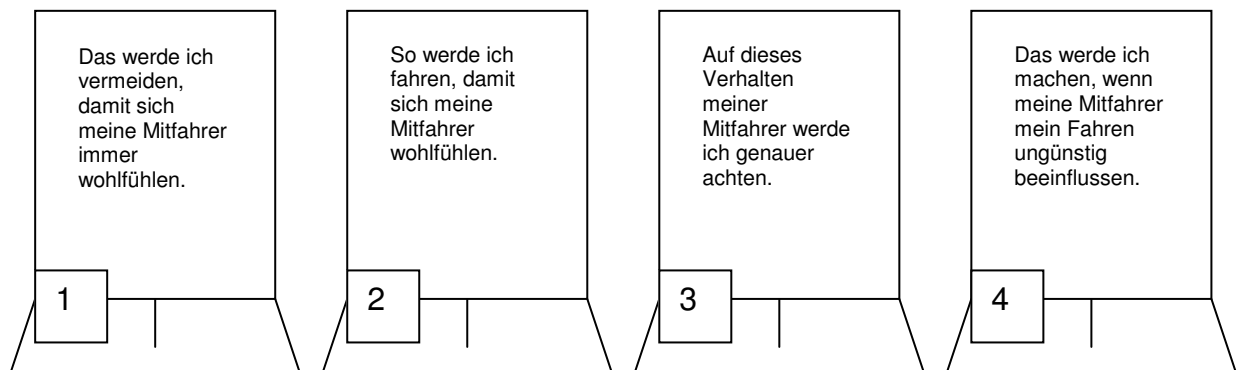 Das werde ich
vermeiden,
damit sich
meine Mitfahrer
immer
wohlfühlen.
1
So werde ich
fahren, damit
sich meine
Mitfahrer
wohlfühlen.
2
Auf dieses
Verhalten
meiner
Mitfahrer werde
ich genauer
achten.
3
Das werde ich
machen, wenn
meine Mitfahrer
mein Fahren
ungünstig
beeinflussen.
4